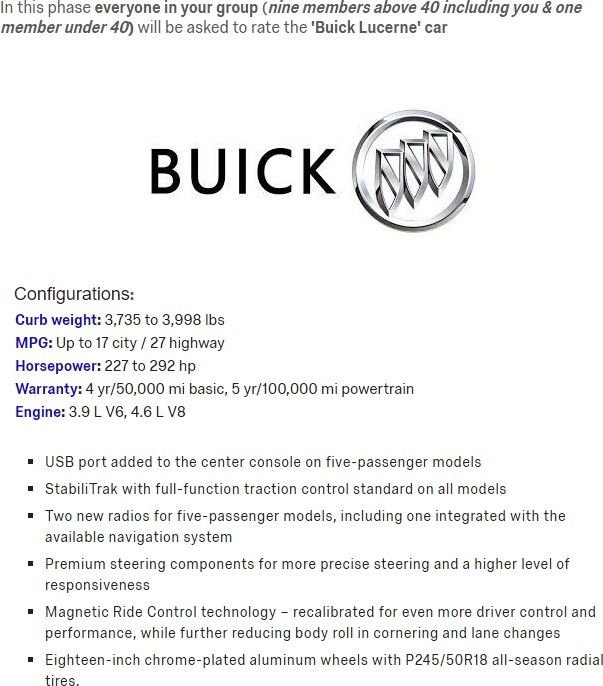 In this phase everyone in your group (nine members above 40 including you & one
member under 40) will be asked to rate the 'Buick Lucerne' car
BUICK
Configurations:
Curb weight: 3,735 to 3,998 lbs
MPG: Up to 17 city / 27 highway
Horsepower: 227 to 292 hp
Warranty: 4 yr/50,000 mi basic, 5 yr/100,000 mi powertrain
Engine: 3.9 L V6, 4.6 L V8
▪ USB port added to the center console on five-passenger models
▪ StabiliTrak with full-function traction control standard on all models
▪ Two new radios for five-passenger models, including one integrated with the
available navigation system
▪ Premium steering components for more precise steering and a higher level of
responsiveness
▪ Magnetic Ride Control technology – recalibrated for even more driver control and
performance, while further reducing body roll in cornering and lane changes
▪ Eighteen-inch chrome-plated aluminum wheels with P245/50R18 all-season radial
tires.